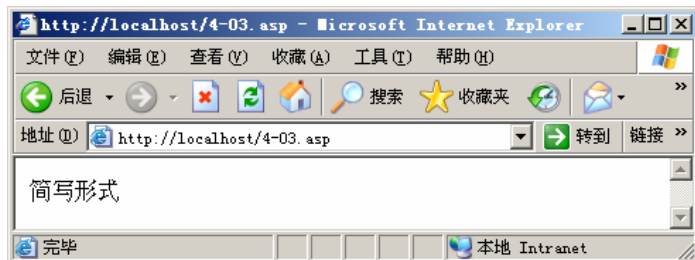 http://localhost/4-03.asp - Microsoft Internet Explorer
文件(F) 编辑(E) 查看(V) 收藏(A) 工具(T) 帮助(H)
后退 搜索 收藏夹 »
地址(D) http://localhost/4-03.asp 转到 链接 »
简写形式
完毕 本地 Intranet